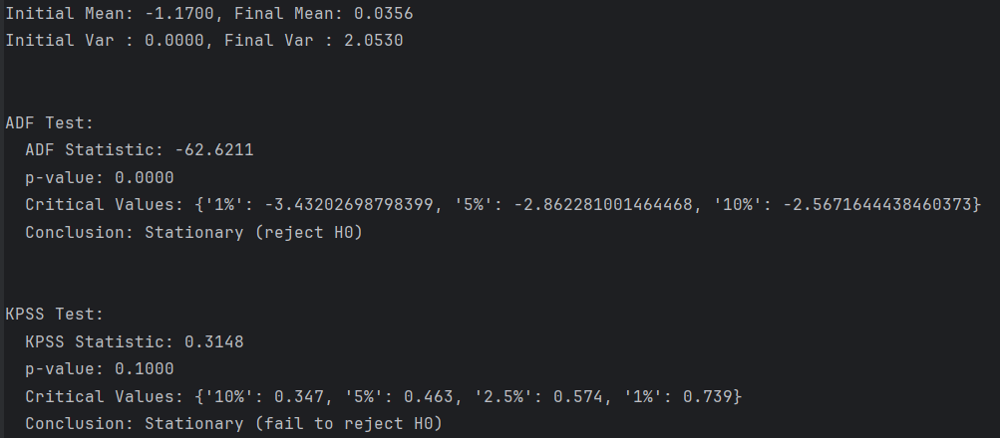 Initial Mean: -1.1700, Final Mean: 0.0356
Initial Var : 0.0000, Final Var : 2.0530
ADF Test:
ADF Statistic: -62.6211
p-value: 0.0000
Critical Values: {'1%': -3.43202698798399, '5%': -2.862281001464468, '10%': -2.5671644438460373}
Conclusion: Stationary (reject H0)
KPSS Test:
KPSS Statistic: 0.3148
p-value: 0.1000
Critical Values: {'10%': 0.347, '5%': 0.463, '2.5%': 0.574, '1%': 0.739}
Conclusion: Stationary (fail to reject H0)